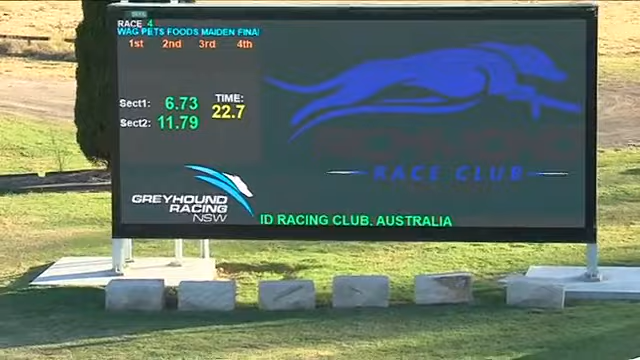 RACE 4
WAG PETS FOODS MAIDEN FINAL
1st 2nd 3rd 4th
Sect1: 6.73 TIME:
Sect2: 11.79 22.7
RACE CLUB
GREYHOUND
RACING
NSW
ID RACING CLUB, AUSTRALIA